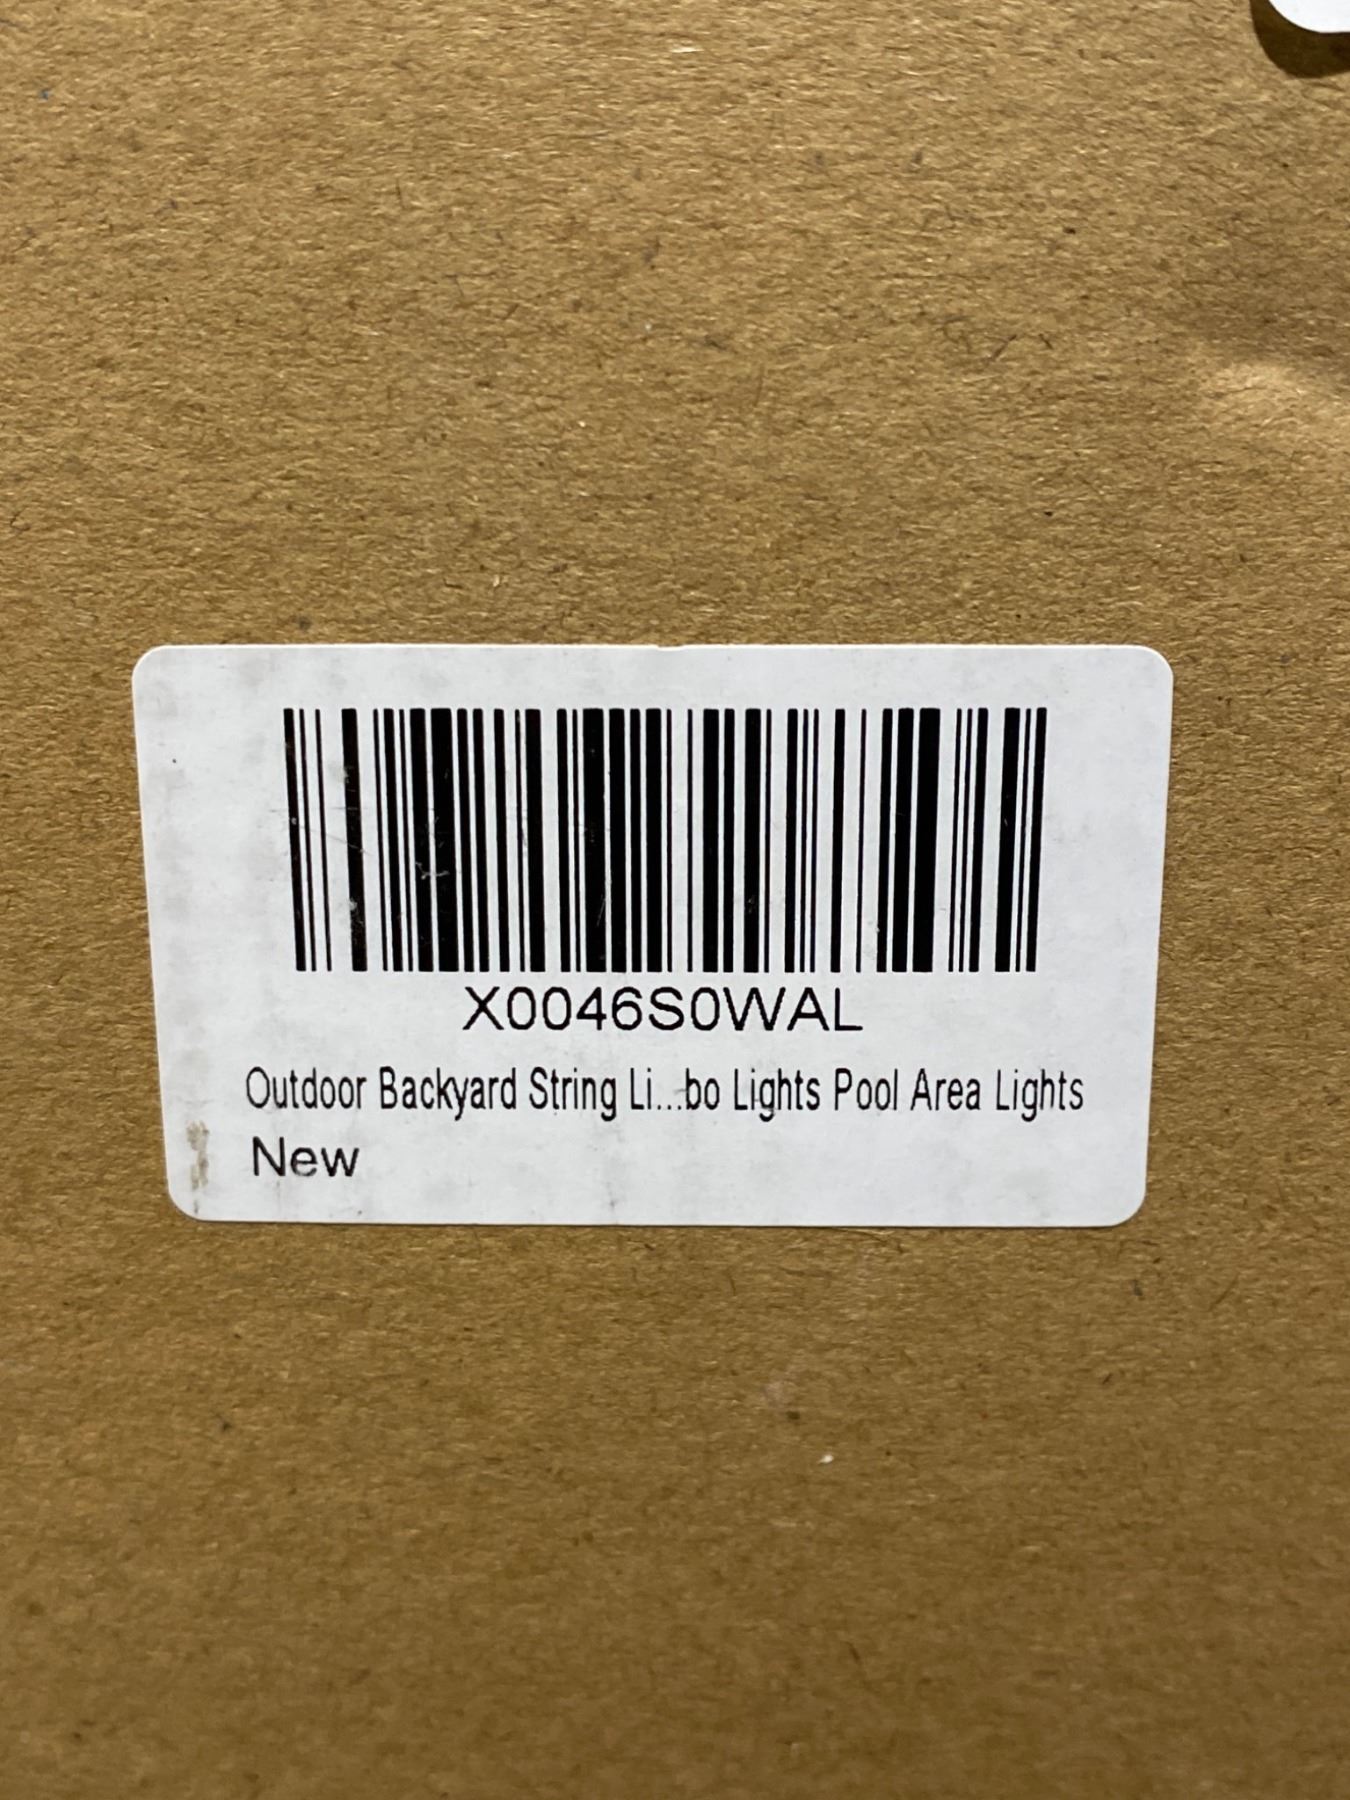 X0046S0WAL
Outdoor Backyard String Li...bo Lights Pool Area Lights
New